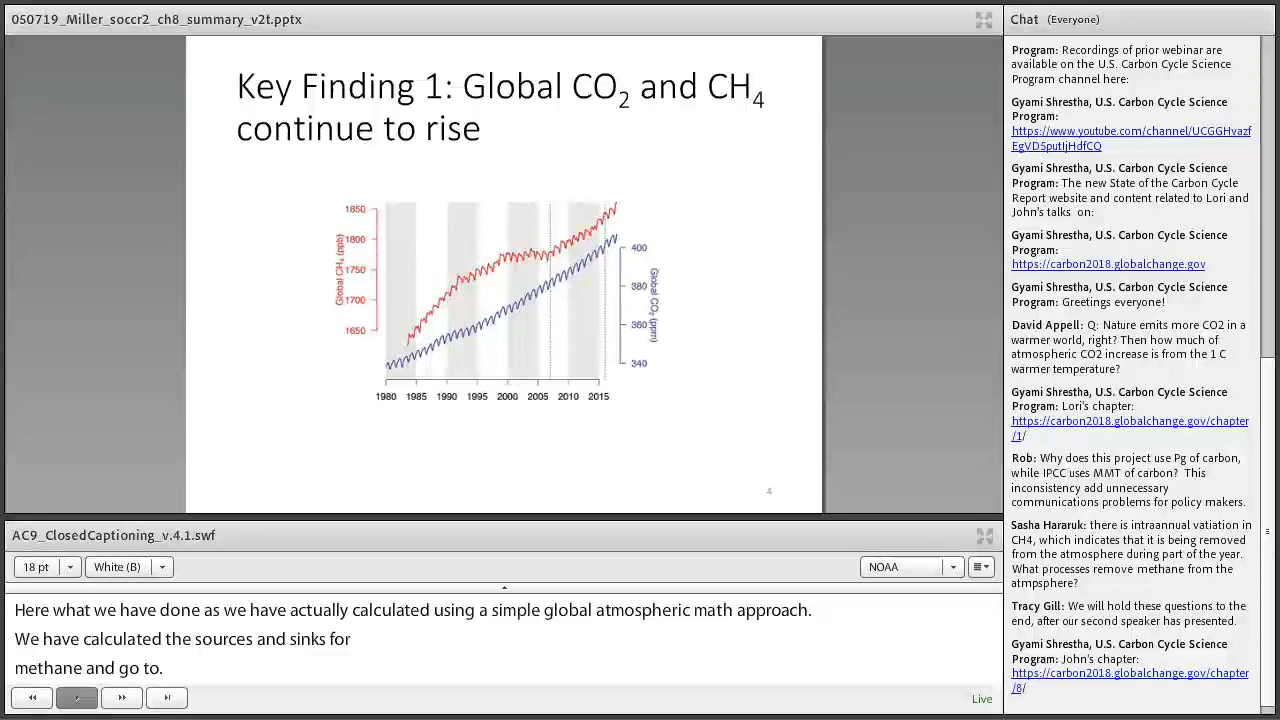 050719_Miller_soccr2_ch8_summary_v2t.pptx
Key Finding 1: Global CO2 and CH4
continue to rise
1850
1800
1750
1700
1650
Global CH4 (ppb)
400
380
360
340
Global CO2 (ppm)
1980 1985 1990 1995 2000 2005 2010 2015
4
AC9_ClosedCaptioning_v.4.1.swf
18 pt
White (B)
NOAA
Here what we have done as we have actually calculated using a simple global atmospheric math approach.
We have calculated the sources and sinks for
methane and go to.
Live
Chat (Everyone)
Program: Recordings of prior webinar are
available on the U.S. Carbon Cycle Science
Program channel here:
Gyami Shrestha, U.S. Carbon Cycle Science
Program:
https://www.youtube.com/channel/UCGGHvazf
EgVD5putIjHdfCQ
Gyami Shrestha, U.S. Carbon Cycle Science
Program: The new State of the Carbon Cycle
Report website and content related to Lori and
John's talks on:
Gyami Shrestha, U.S. Carbon Cycle Science
Program:
https://carbon2018.globalchange.gov
Gyami Shrestha, U.S. Carbon Cycle Science
Program: Greetings everyone!
David Appell: Q: Nature emits more CO2 in a
warmer world, right? Then how much of
atmospheric CO2 increase is from the 1 C
warmer temperature?
Gyami Shrestha, U.S. Carbon Cycle Science
Program: Lori's chapter:
https://carbon2018.globalchange.gov/chapter
/1/
Rob: Why does this project use Pg of carbon,
while IPCC uses MMT of carbon? This
inconsistency add unnecessary
communications problems for policy makers.
Sasha Hararuk: there is intraannual vatiation in
CH4, which indicates that it is being removed
from the atmosphere during part of the year.
What processes remove methane from the
atmpsphere?
Tracy Gill: We will hold these questions to the
end, after our second speaker has presented.
Gyami Shrestha, U.S. Carbon Cycle Science
Program: John's chapter:
https://carbon2018.globalchange.gov/chapter
/8/